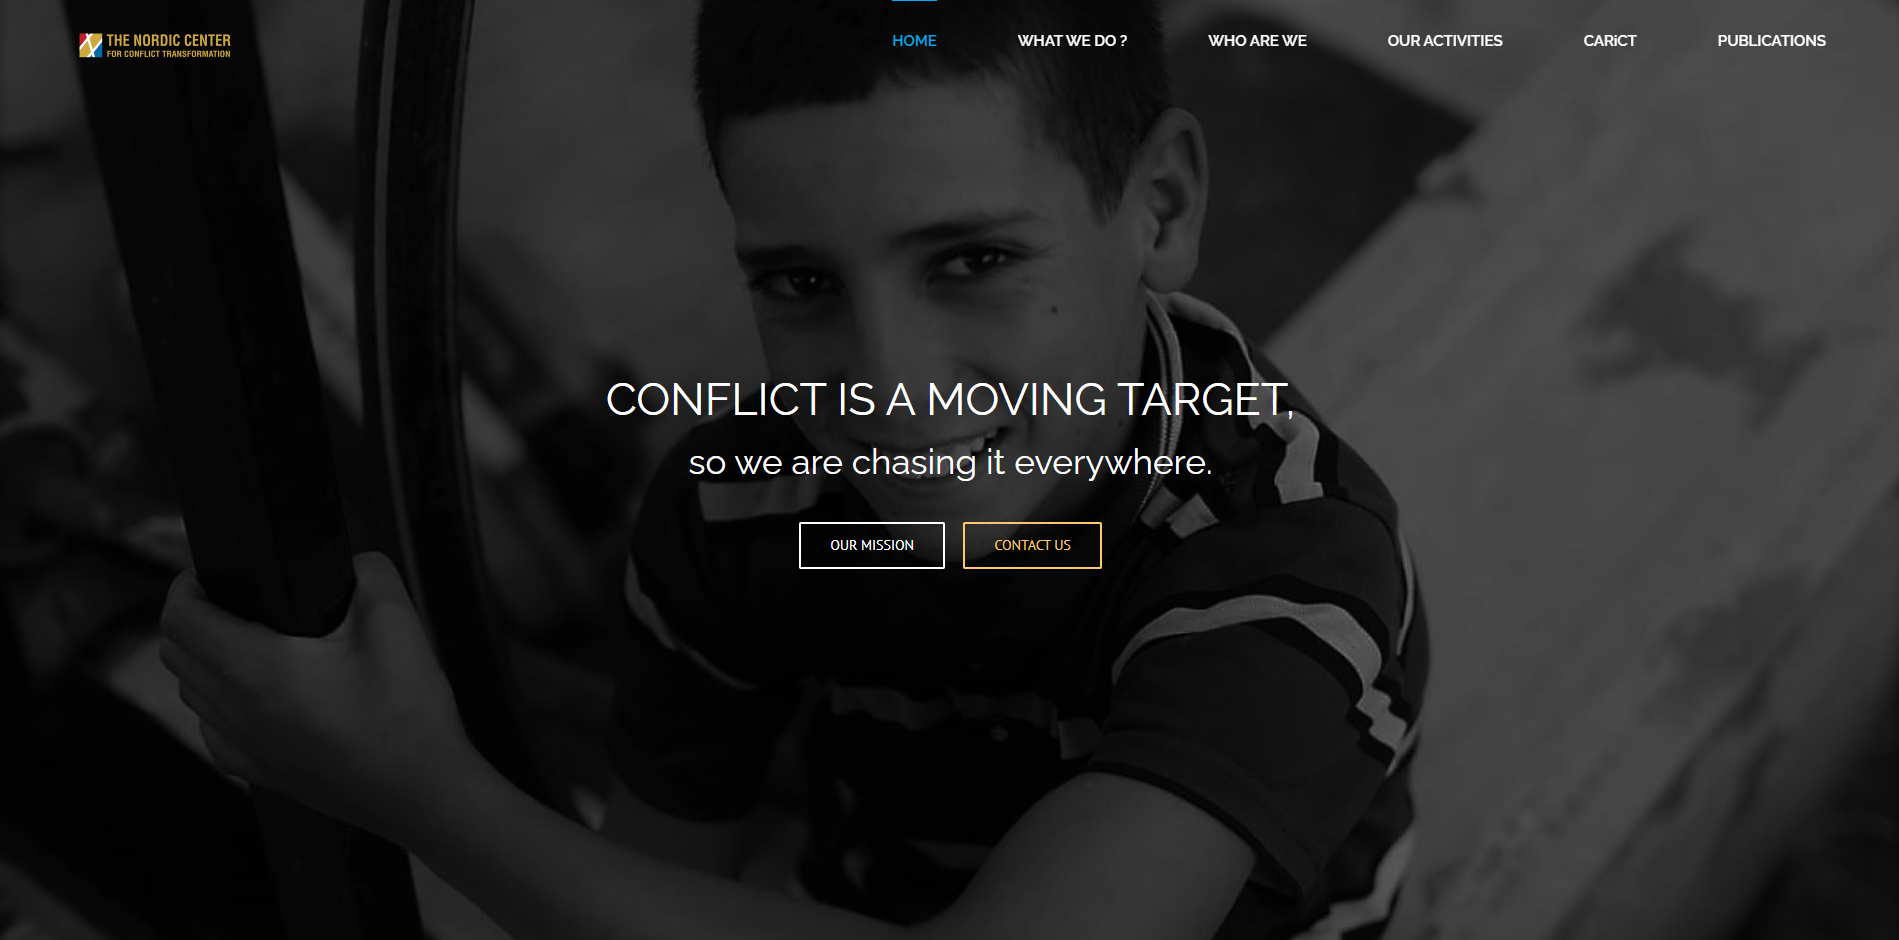 THE NORDIC CENTER
FOR CONFLICT TRANSFORMATION
HOME
WHAT WE DO ?
WHO ARE WE
OUR ACTIVITIES
CARiCT
PUBLICATIONS
CONFLICT IS A MOVING TARGET,
so we are chasing it everywhere.
OUR MISSION
CONTACT US